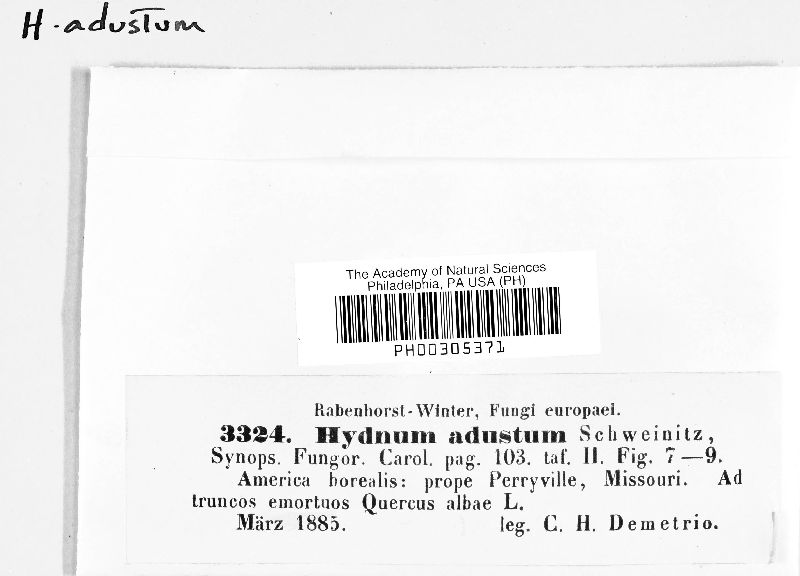 H. adustum
The Academy of Natural Sciences
Philadelphia, PA USA (PH)
PH00305371
Rabenhorst-Winter, Fungi europaei.
3324. Hydnum adustum Schweinitz,
Synops. Fungor. Carol. pag. 103. taf. II. Fig. 7—9.
America borealis: prope Perryville, Missouri. Ad
truncos emortuos Quercus albae L.
März 1885. leg. C. H. Demetrio.